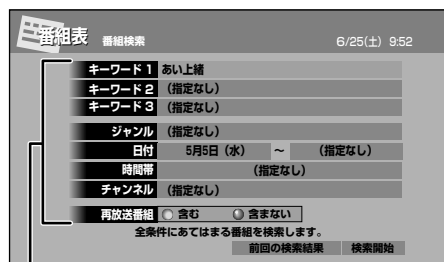 番組表 番組検索 6/25(土) 9:52
キーワード 1 あい上緒
キーワード 2 （指定なし）
キーワード 3 （指定なし）
ジャンル （指定なし）
日付 5月5日（水） ～ （指定なし）
時間帯 （指定なし）
チャンネル （指定なし）
再放送番組 含む 含まない
全条件にあてはまる番組を検索します。
前回の検索結果 検索開始